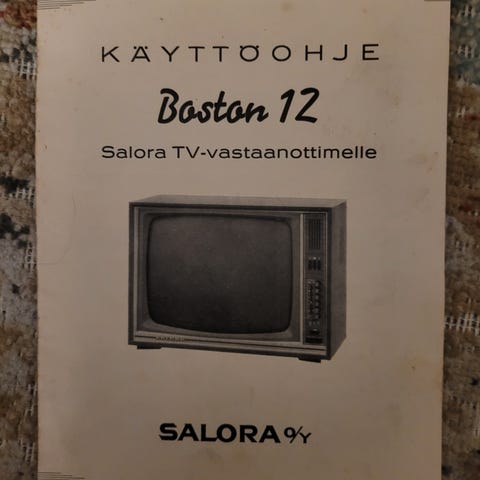 KÄYTTÖOHJE
Boston 12
Salora TV-vastaanottimelle
SALORA O/Y